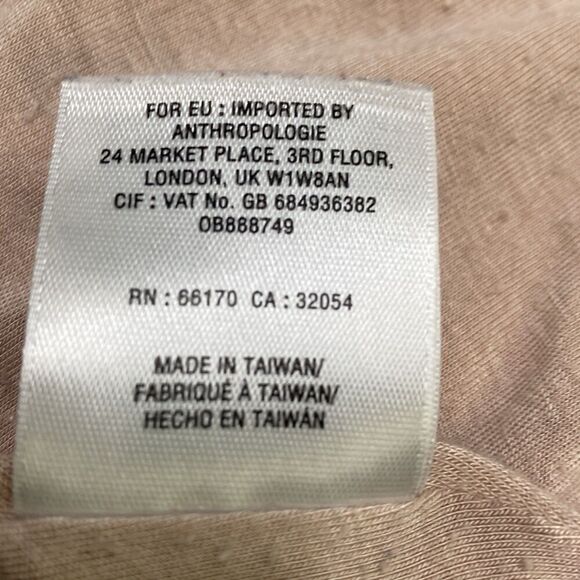 FOR EU : IMPORTED BY
ANTHROPOLOGIE
24 MARKET PLACE, 3RD FLOOR,
LONDON, UK W1W8AN
CIF : VAT No. GB 684936382
OB888749
RN : 66170 CA : 32054
MADE IN TAIWAN/
FABRIQUÉ À TAIWAN/
HECHO EN TAIWÁN